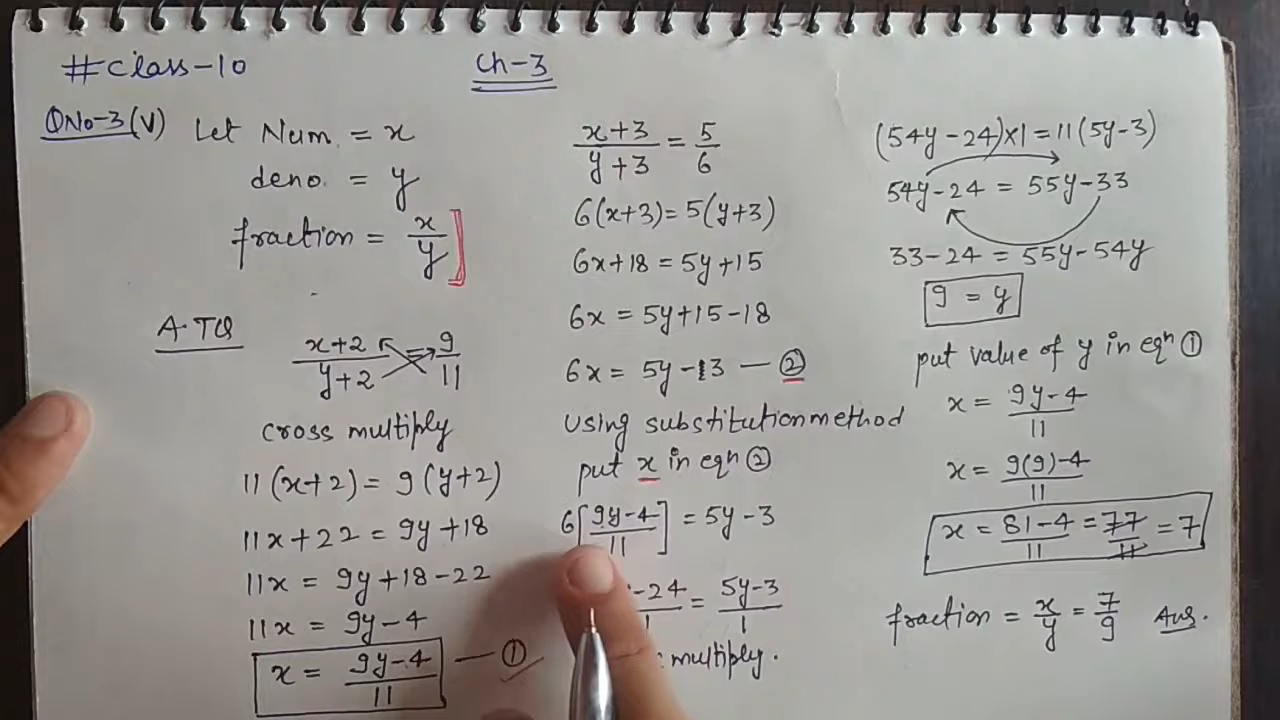 #Class-10
Ch-3
QNo-3(V) Let Num. = x
deno. = y
fraction = x/y]
A.TQ
x+2/y+2 = 9/11
cross multiply
11(x+2) = 9(y+2)
11x+22 = 9y+18
11x = 9y+18-22
11x = 9y-4
x = 9y-4/11 — ①
x+3/y+3 = 5/6
6(x+3) = 5(y+3)
6x+18 = 5y+15
6x = 5y+15-18
6x = 5y-3 — ②
using substitution method
put x in eqn ②
6[9y-4/11] = 5y-3
-24/1 = 5y-3/1
multiply.
(54y-24)×1 = 11(5y-3)
54y-24 = 55y-33
33-24 = 55y-54y
9 = y
put value of y in eqn ①
x = 9y-4/11
x = 9(9)-4/11
x = 81-4/11 = 77/11 = 7
fraction = x/y = 7/9 Ans.